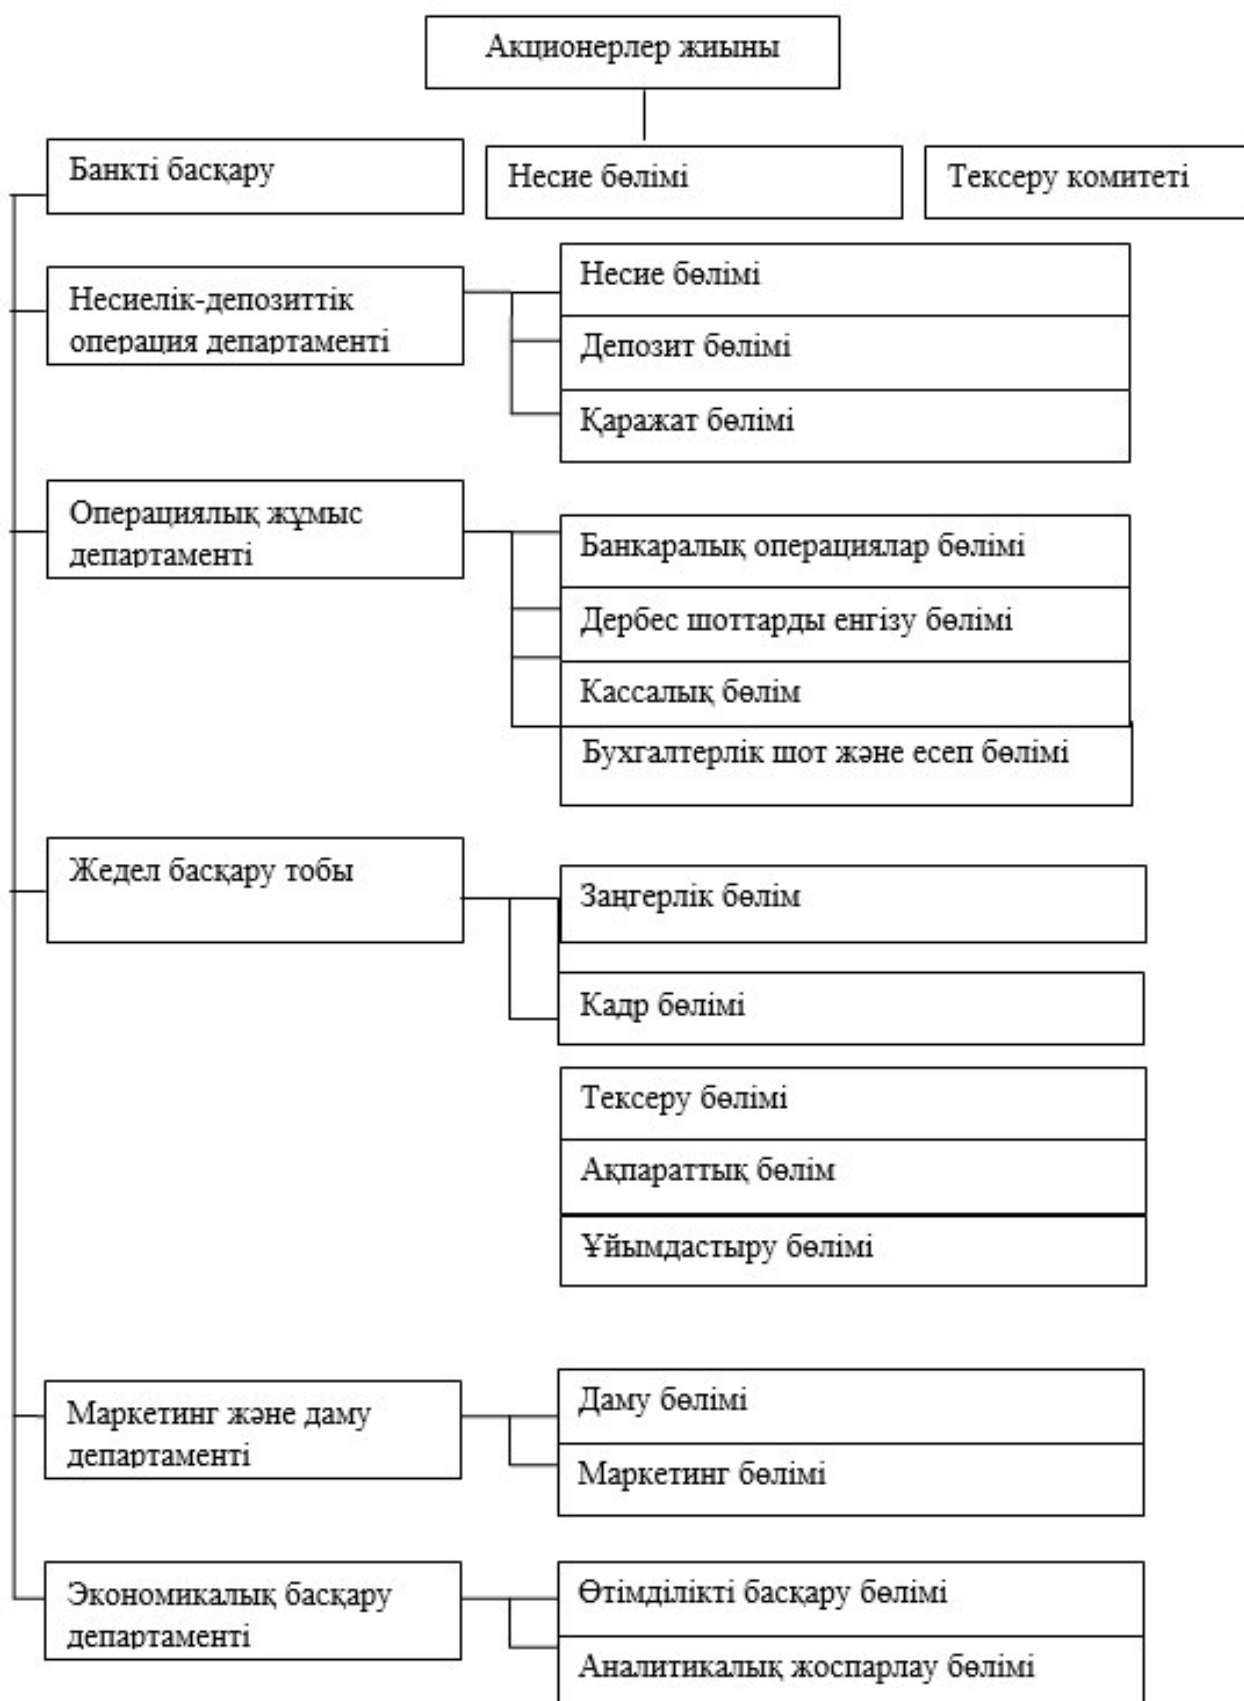 Акционерлер жиыны
Банкті басқару
Несие бөлімі
Тексеру комитеті
Несиелік-депозиттік
операция департаменті
Несие бөлімі
Депозит бөлімі
Қаражат бөлімі
Операциялық жұмыс
департаменті
Банкаралық операциялар бөлімі
Дербес шоттарды енгізу бөлімі
Кассалық бөлім
Бухгалтерлік шот және есеп бөлімі
Жедел басқару тобы
Заңгерлік бөлім
Кадр бөлімі
Тексеру бөлімі
Ақпараттық бөлім
Ұйымдастыру бөлімі
Маркетинг және даму
департаменті
Даму бөлімі
Маркетинг бөлімі
Экономикалық басқару
департаменті
Өтімділікті басқару бөлімі
Аналитикалық жоспарлау бөлімі